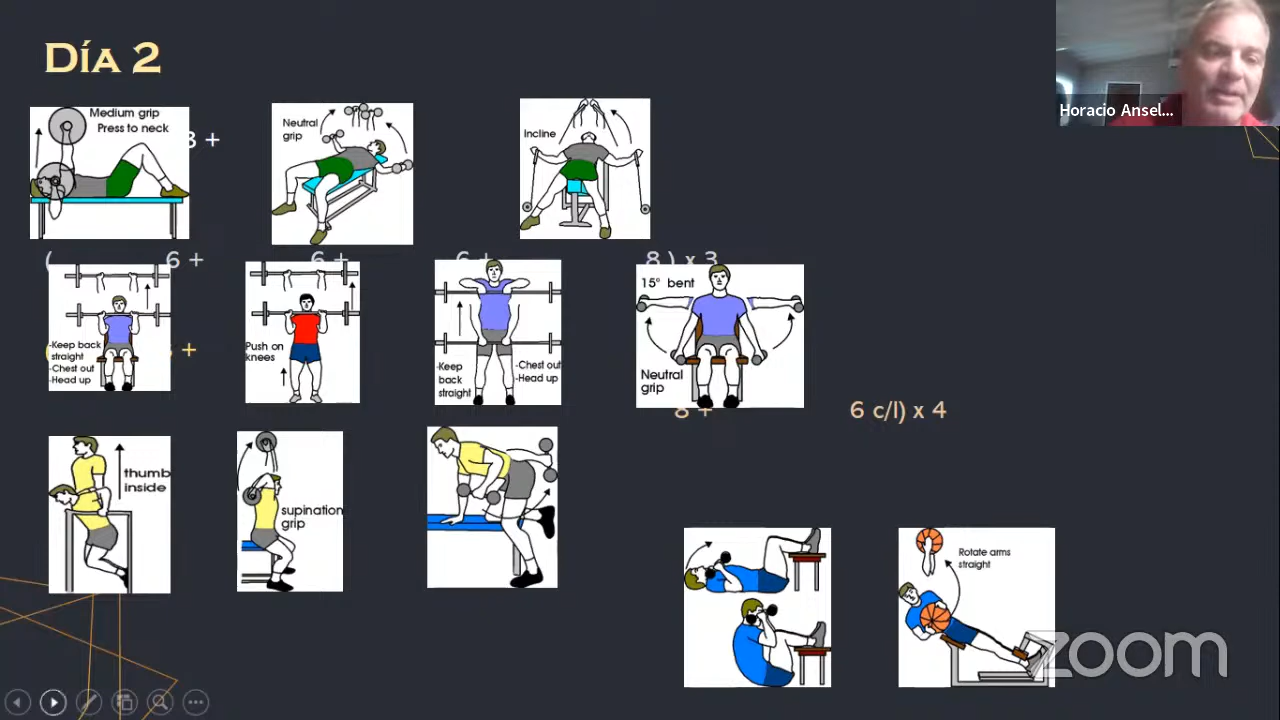 Día 2
Horacio Ansel...
Medium grip
Press to neck
3 +
Neutral
grip
Incline
( 6 + 6 + 6 + 8 ) x 3
-Keep back
straight
-Chest out
-Head up
+
Push on
knees
-Keep
back
straight
-Chest out
-Head up
15° bent
Neutral
grip
8 + 6 c/l) x 4
thumb
inside
supination
grip
Rotate arms
straight
zoom